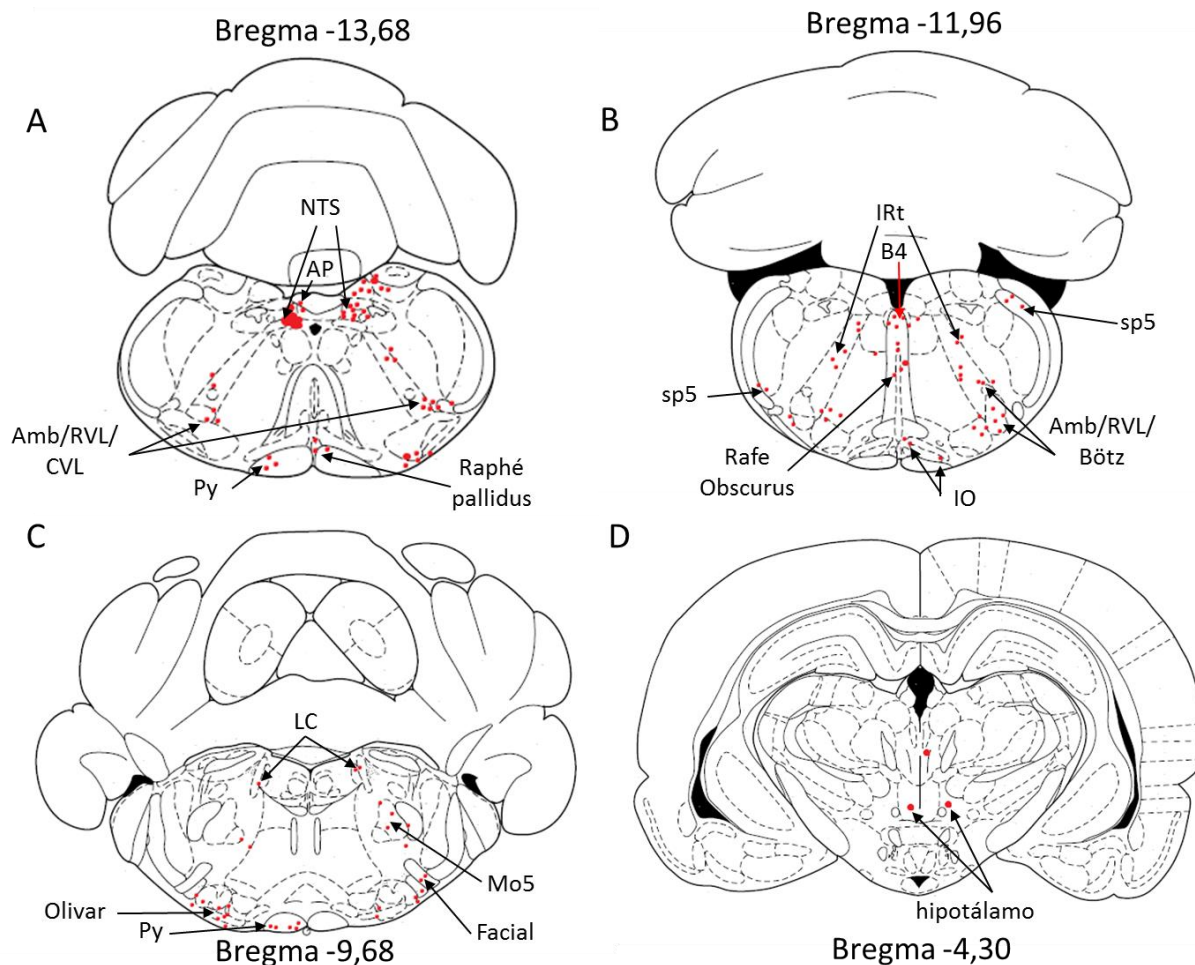 Bregma -13,68
A
NTS
AP
Amb/RVL/
CVL
Py
Raphé
pallidus
Bregma -11,96
B
IRt
B4
sp5
sp5
Amb/RVL/
Bötz
Rafe
Obscurus
IO
C
LC
Mo5
Olivar
Py
Facial
Bregma -9,68
D
hipotálamo
Bregma -4,30